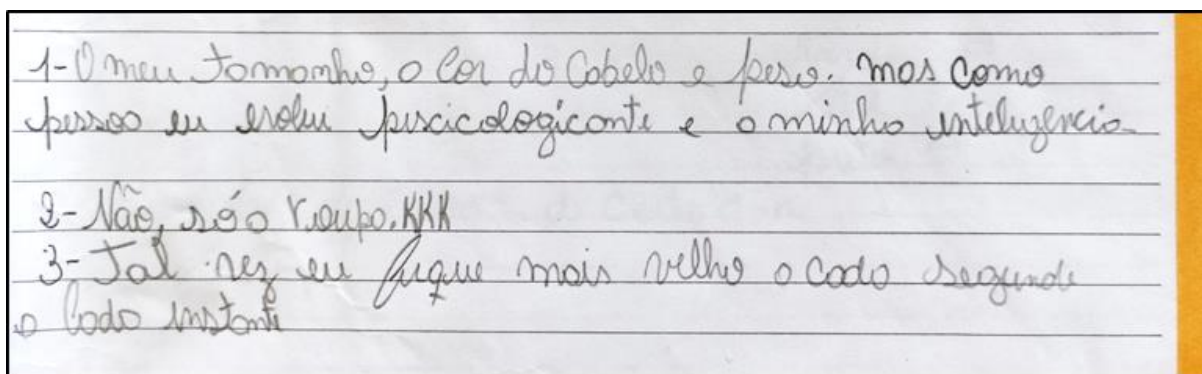 1- O meu tamanho, a cor do Cabelo e peso. mas como
pessoa eu evolui piscicologiconte e a minha inteligencia.
2- Não, só a roupa. KKK
3- Tal vez eu fique mais velho a cada segundo
a Cada instante